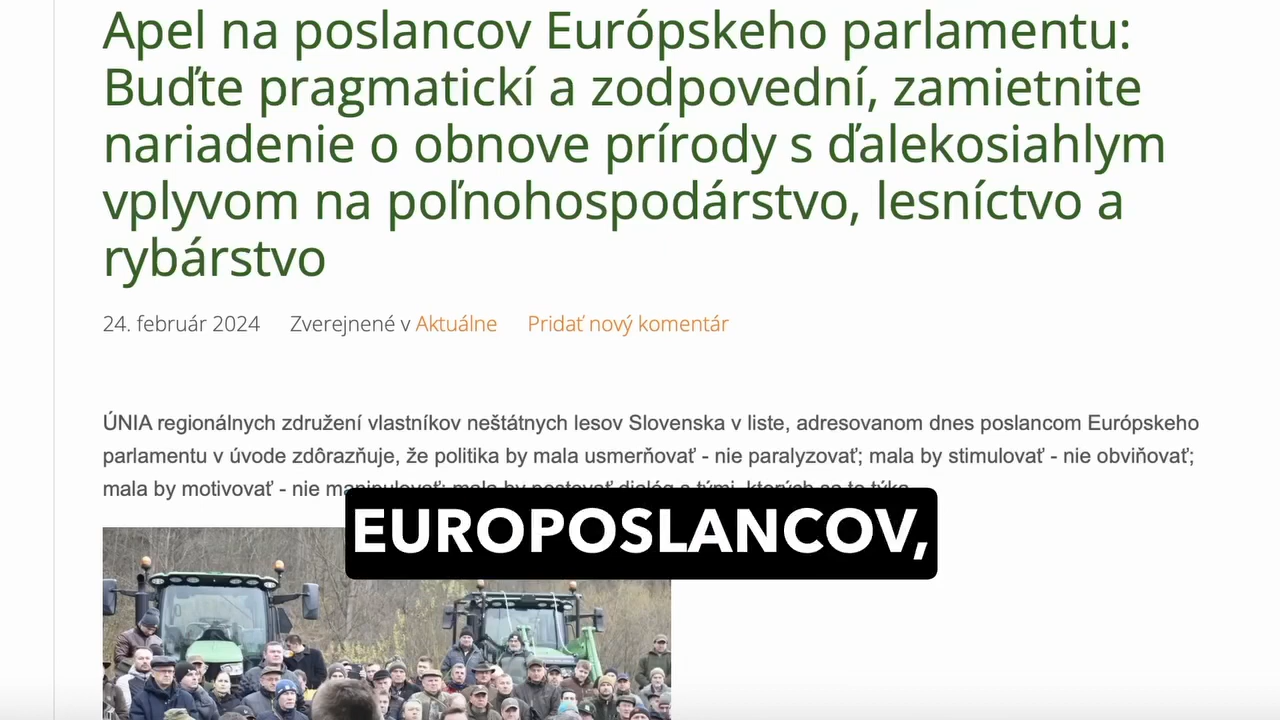 Apel na poslancov Európskeho parlamentu:
Buďte pragmatickí a zodpovední, zamietnite
nariadenie o obnove prírody s ďalekosiahlym
vplyvom na poľnohospodárstvo, lesníctvo a
rybárstvo
24. február 2024 Zverejnené v Aktuálne Pridať nový komentár
ÚNIA regionálnych združení vlastníkov neštátnych lesov Slovenska v liste, adresovanom dnes poslancom Európskeho
parlamentu v úvode zdôrazňuje, že politika by mala usmerňovať - nie paralyzovať; mala by stimulovať - nie obviňovať;
mala by motivovať - nie manipulovať; mala by pestovať dialóg s tými, ktorých sa to týka.
EUROPOSLANCOV,